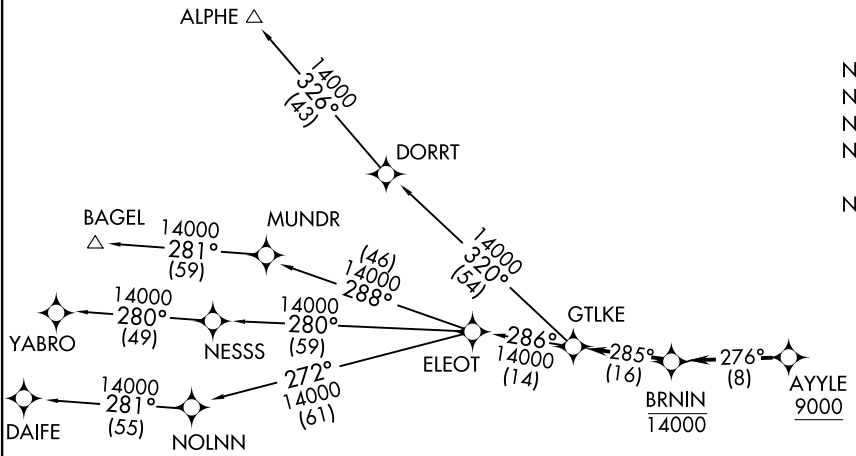 ALPHE
N
N
N
N
N
14000
326°
(43)
DORRT
14000
320°
(54)
BAGEL
14000
281°
(59)
MUNDR
(46)
14000
288°
GTLKE
YABRO
14000
280°
(49)
NESSS
14000
280°
(59)
ELEOT
286°
14000
(14)
285°
(16)
BRNIN
14000
276°
(8)
AYYLE
9000
DAIFE
14000
281°
(55)
NOLNN
272°
14000
(61)